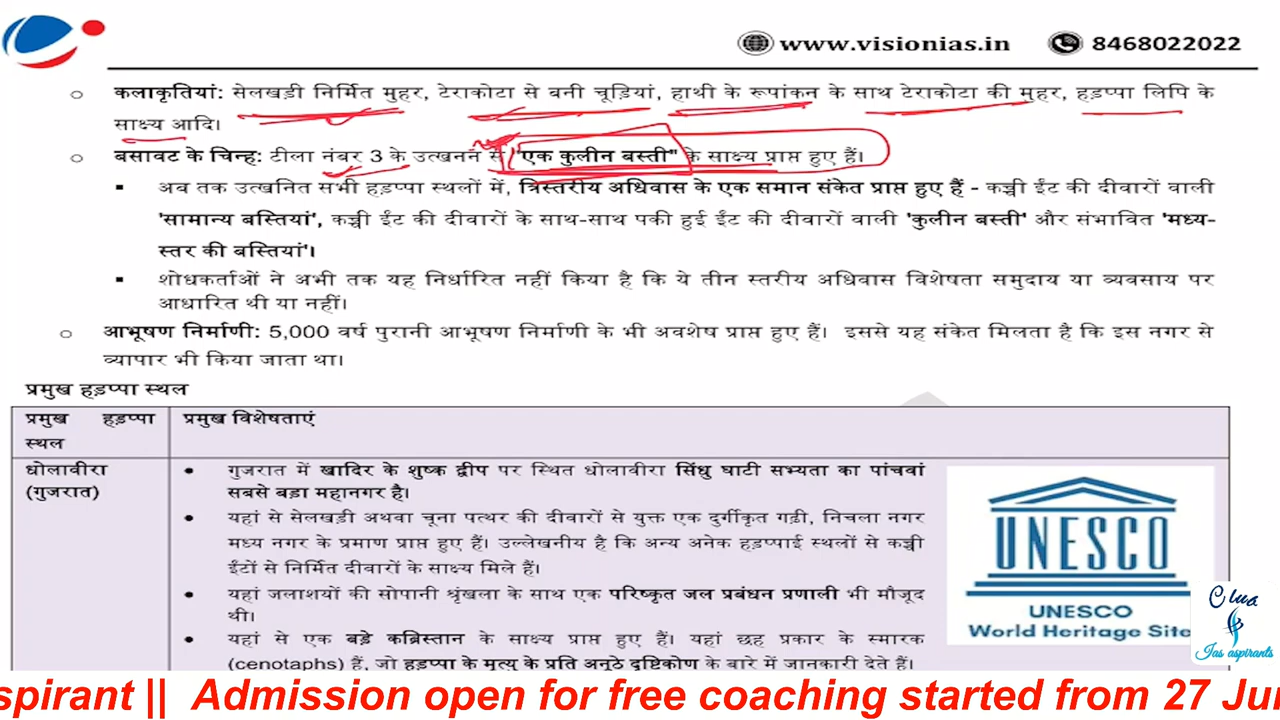 www.visionias.in 8468022022
○ कलाकृतियां: सेलखड़ी निर्मित मुहर, टेराकोटा से बनी चूड़ियां, हाथी के रूपांकन के साथ टेराकोटा की मुहर, हड़प्पा लिपि के
साक्ष्य आदि।
○ बसावट के चिन्ह: टीला नंबर 3 के उत्खनन से "एक कुलीन बस्ती" के साक्ष्य प्राप्त हुए हैं।
▪ अब तक उत्खनित सभी हड़प्पा स्थलों में, त्रिस्तरीय अधिवास के एक समान संकेत प्राप्त हुए हैं - कच्ची ईंट की दीवारों वाली
'सामान्य बस्तियां', कच्ची ईंट की दीवारों के साथ-साथ पकी हुई ईंट की दीवारों वाली 'कुलीन बस्ती' और संभावित 'मध्य-
स्तर की बस्तियां'।
▪ शोधकर्ताओं ने अभी तक यह निर्धारित नहीं किया है कि ये तीन स्तरीय अधिवास विशेषता समुदाय या व्यवसाय पर
आधारित थी या नहीं।
○ आभूषण निर्माणी: 5,000 वर्ष पुरानी आभूषण निर्माणी के भी अवशेष प्राप्त हुए हैं। इससे यह संकेत मिलता है कि इस नगर से
व्यापार भी किया जाता था।
प्रमुख हड़प्पा स्थल
प्रमुख हड़प्पा
स्थल
प्रमुख विशेषताएं
धोलावीरा
(गुजरात)
● गुजरात में खादिर के शुष्क द्वीप पर स्थित धोलावीरा सिंधु घाटी सभ्यता का पांचवां
सबसे बड़ा महानगर है।
● यहां से सेलखड़ी अथवा चूना पत्थर की दीवारों से युक्त एक दुर्गीकृत गढ़ी, निचला नगर
मध्य नगर के प्रमाण प्राप्त हुए हैं। उल्लेखनीय है कि अन्य अनेक हड़प्पाई स्थलों से कच्ची
ईंटों से निर्मित दीवारों के साक्ष्य मिले हैं।
● यहां जलाशयों की सोपानी श्रृंखला के साथ एक परिष्कृत जल प्रबंधन प्रणाली भी मौजूद
थी।
● यहां से एक बड़े कब्रिस्तान के साक्ष्य प्राप्त हुए हैं। यहां छह प्रकार के स्मारक
(cenotaphs) हैं, जो हड़प्पा के मृत्यु के प्रति अनूठे दृष्टिकोण के बारे में जानकारी देते हैं।
UNESCO
UNESCO
World Heritage Site
Ias aspirants
spirant || Admission open for free coaching started from 27 Jun